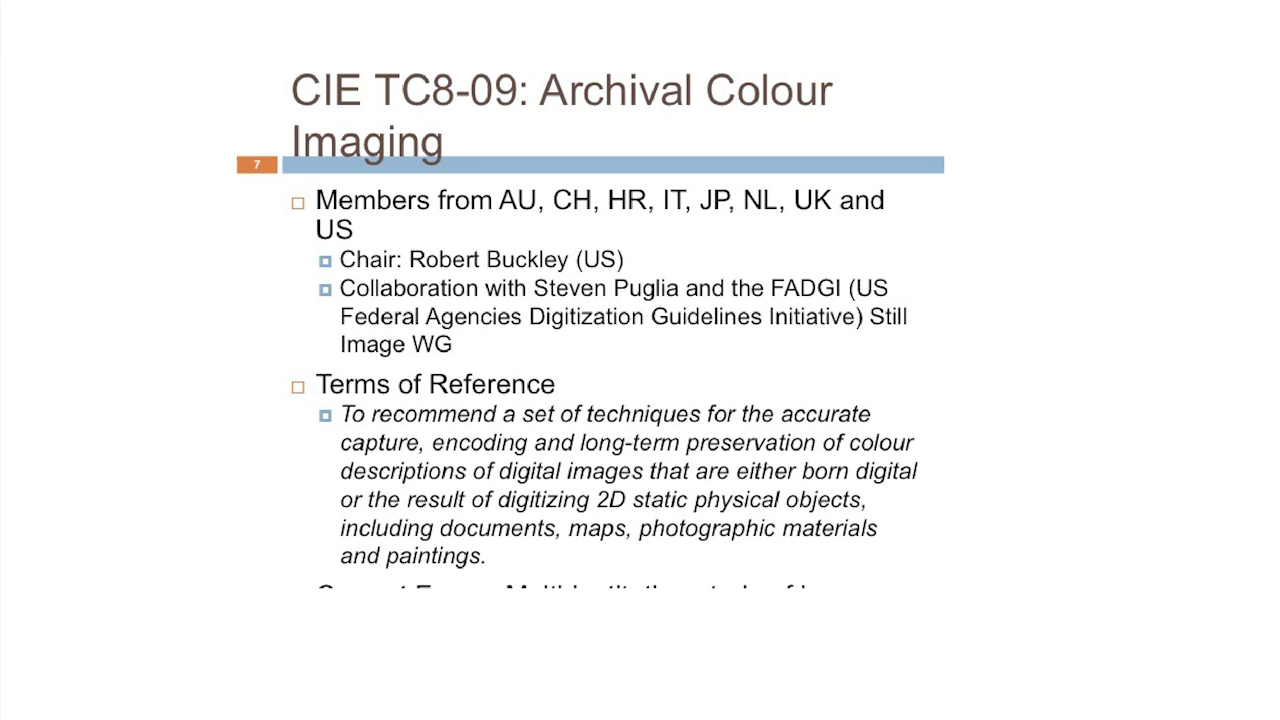 CIE TC8-09: Archival Colour
Imaging
7
Members from AU, CH, HR, IT, JP, NL, UK and
US
Chair: Robert Buckley (US)
Collaboration with Steven Puglia and the FADGI (US
Federal Agencies Digitization Guidelines Initiative) Still
Image WG
Terms of Reference
To recommend a set of techniques for the accurate
capture, encoding and long-term preservation of colour
descriptions of digital images that are either born digital
or the result of digitizing 2D static physical objects,
including documents, maps, photographic materials
and paintings.